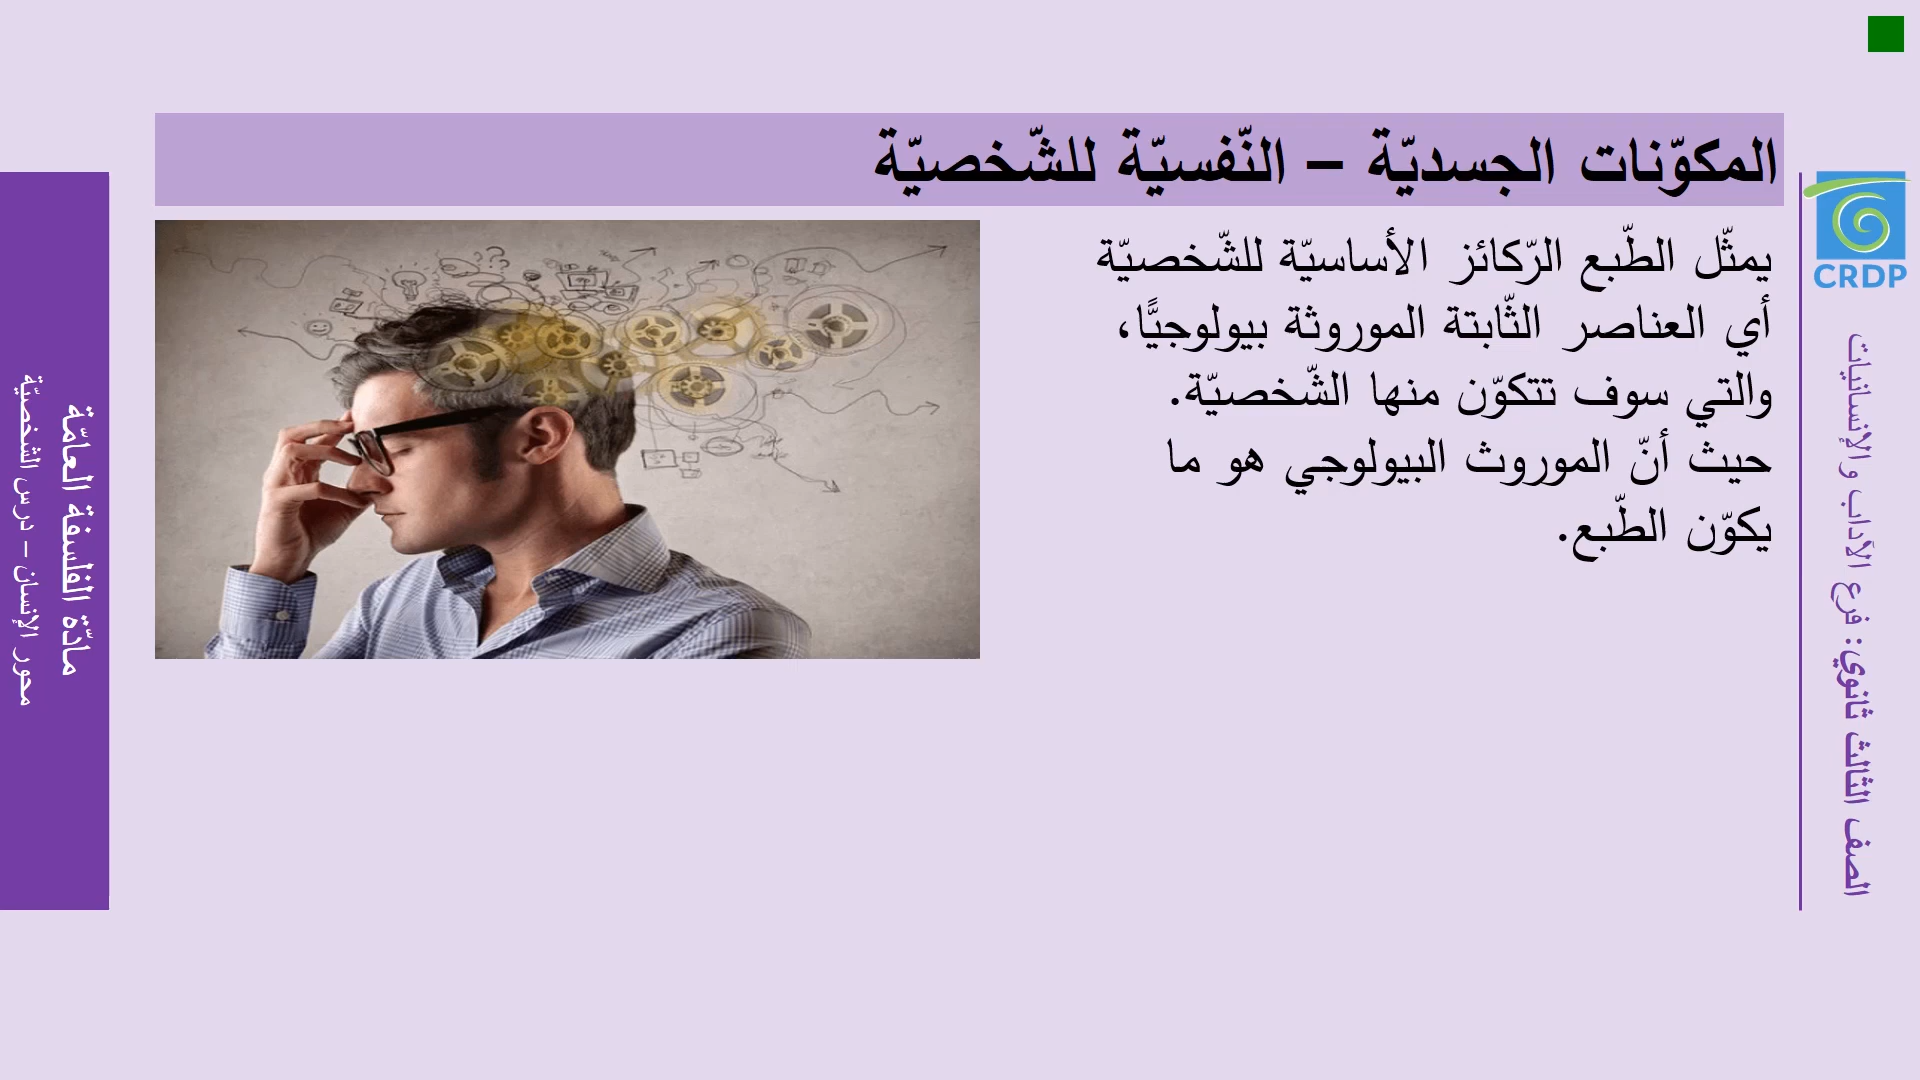 المكوّنات الجسديّة – النّفسيّة للشّخصيّة
يمثّل الطّبع الرّكائز الأساسيّة للشّخصيّة
أي العناصر الثّابتة الموروثة بيولوجيًّا،
والتي سوف تتكوّن منها الشّخصيّة.
حيث أنّ الموروث البيولوجي هو ما
يكوّن الطّبع.
CRDP
الصف الثالث ثانوي: فرع الآداب والإنسانيات
مادّة الفلسفة العامّة
محور الإنسان – درس الشخصيّة